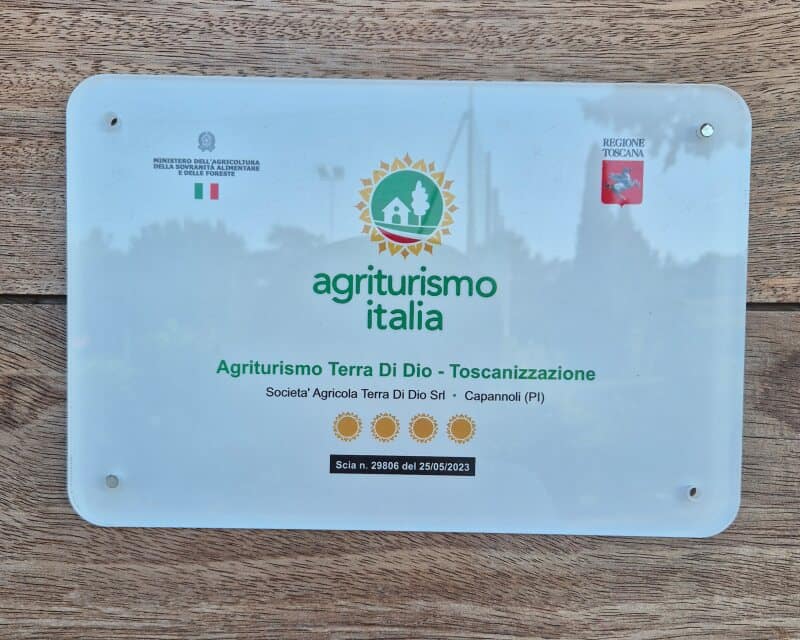 MINISTERO DELL'AGRICOLTURA
DELLA SOVRANITÀ ALIMENTARE
E DELLE FORESTE
REGIONE
TOSCANA
agriturismo
italia
Agriturismo Terra Di Dio - Toscanizzazione
Societa' Agricola Terra Di Dio Srl • Capannoli (PI)
Scia n. 29806 del 25/05/2023